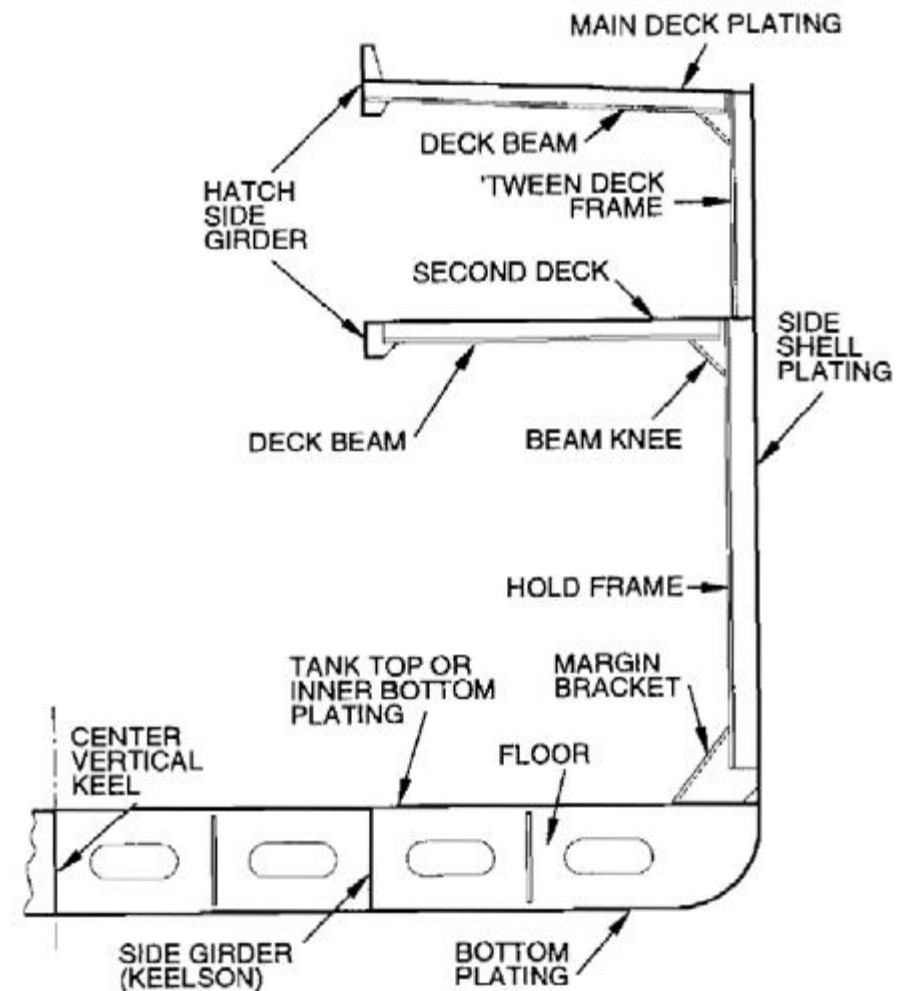 MAIN DECK PLATING
DECK BEAM
'TWEEN DECK
FRAME
HATCH
SIDE
GIRDER
SECOND DECK
SIDE
SHELL
PLATING
DECK BEAM
BEAM KNEE
HOLD FRAME
TANK TOP OR
INNER BOTTOM
PLATING
MARGIN
BRACKET
CENTER
VERTICAL
KEEL
FLOOR
SIDE GIRDER
(KEELSON)
BOTTOM
PLATING